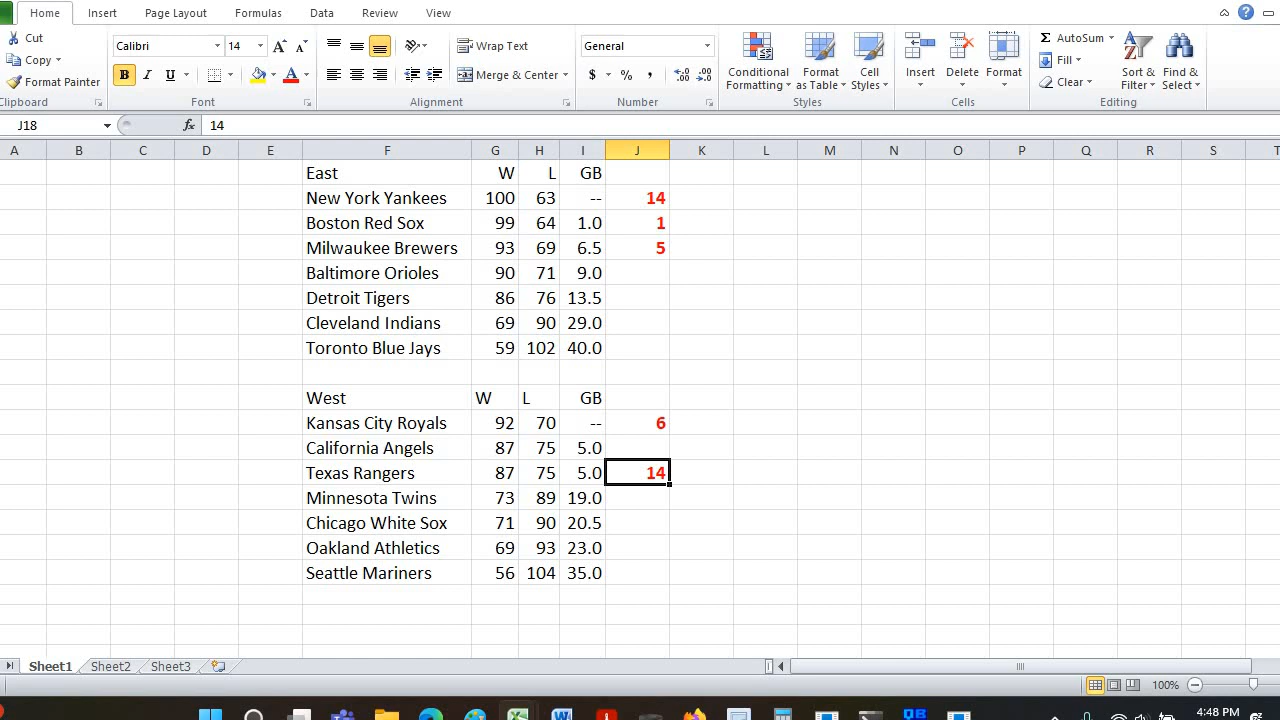 Home Insert Page Layout Formulas Data Review View
Cut Calibri 14 A A Wrap Text General AutoSum
Copy Fill
Format Painter B I U A Merge & Center $ % , Conditional Formatting Format as Table Cell Styles Insert Delete Format Clear Sort & Filter Find & Select
Clipboard Font Alignment Number Styles Cells Editing
J18 fx 14
A B C D E F G H I J K L M N O P Q R S T
East W L GB
New York Yankees 100 63 -- 14
Boston Red Sox 99 64 1.0 1
Milwaukee Brewers 93 69 6.5 5
Baltimore Orioles 90 71 9.0
Detroit Tigers 86 76 13.5
Cleveland Indians 69 90 29.0
Toronto Blue Jays 59 102 40.0
West W L GB
Kansas City Royals 92 70 -- 6
California Angels 87 75 5.0
Texas Rangers 87 75 5.0 14
Minnesota Twins 73 89 19.0
Chicago White Sox 71 90 20.5
Oakland Athletics 69 93 23.0
Seattle Mariners 56 104 35.0
Sheet1 Sheet2 Sheet3
100%
QB 4:48 PM